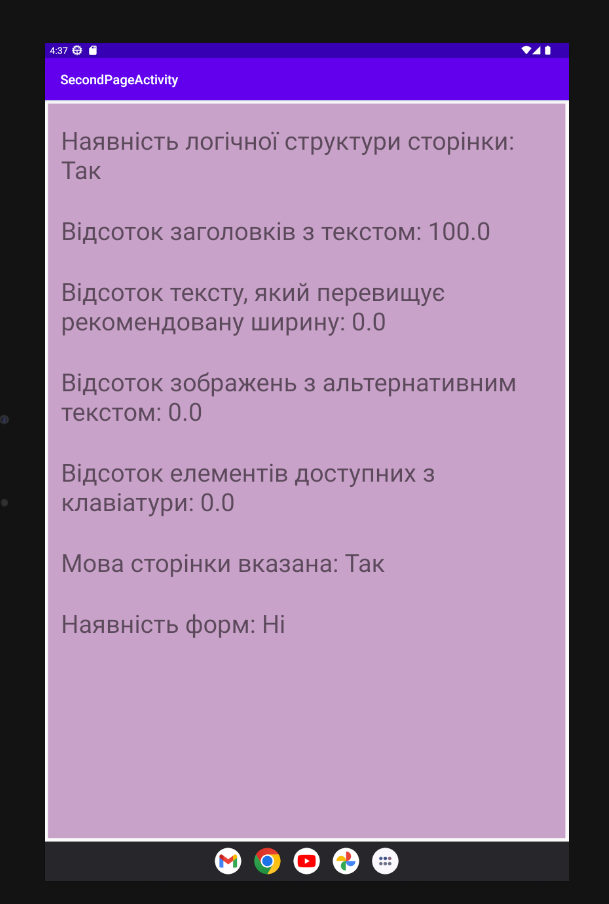 4:37
SecondPageActivity
Наявність логічної структури сторінки:
Так
Відсоток заголовків з текстом: 100.0
Відсоток тексту, який перевищує
рекомендовану ширину: 0.0
Відсоток зображень з альтернативним
текстом: 0.0
Відсоток елементів доступних з
клавіатури: 0.0
Мова сторінки вказана: Так
Наявність форм: Ні